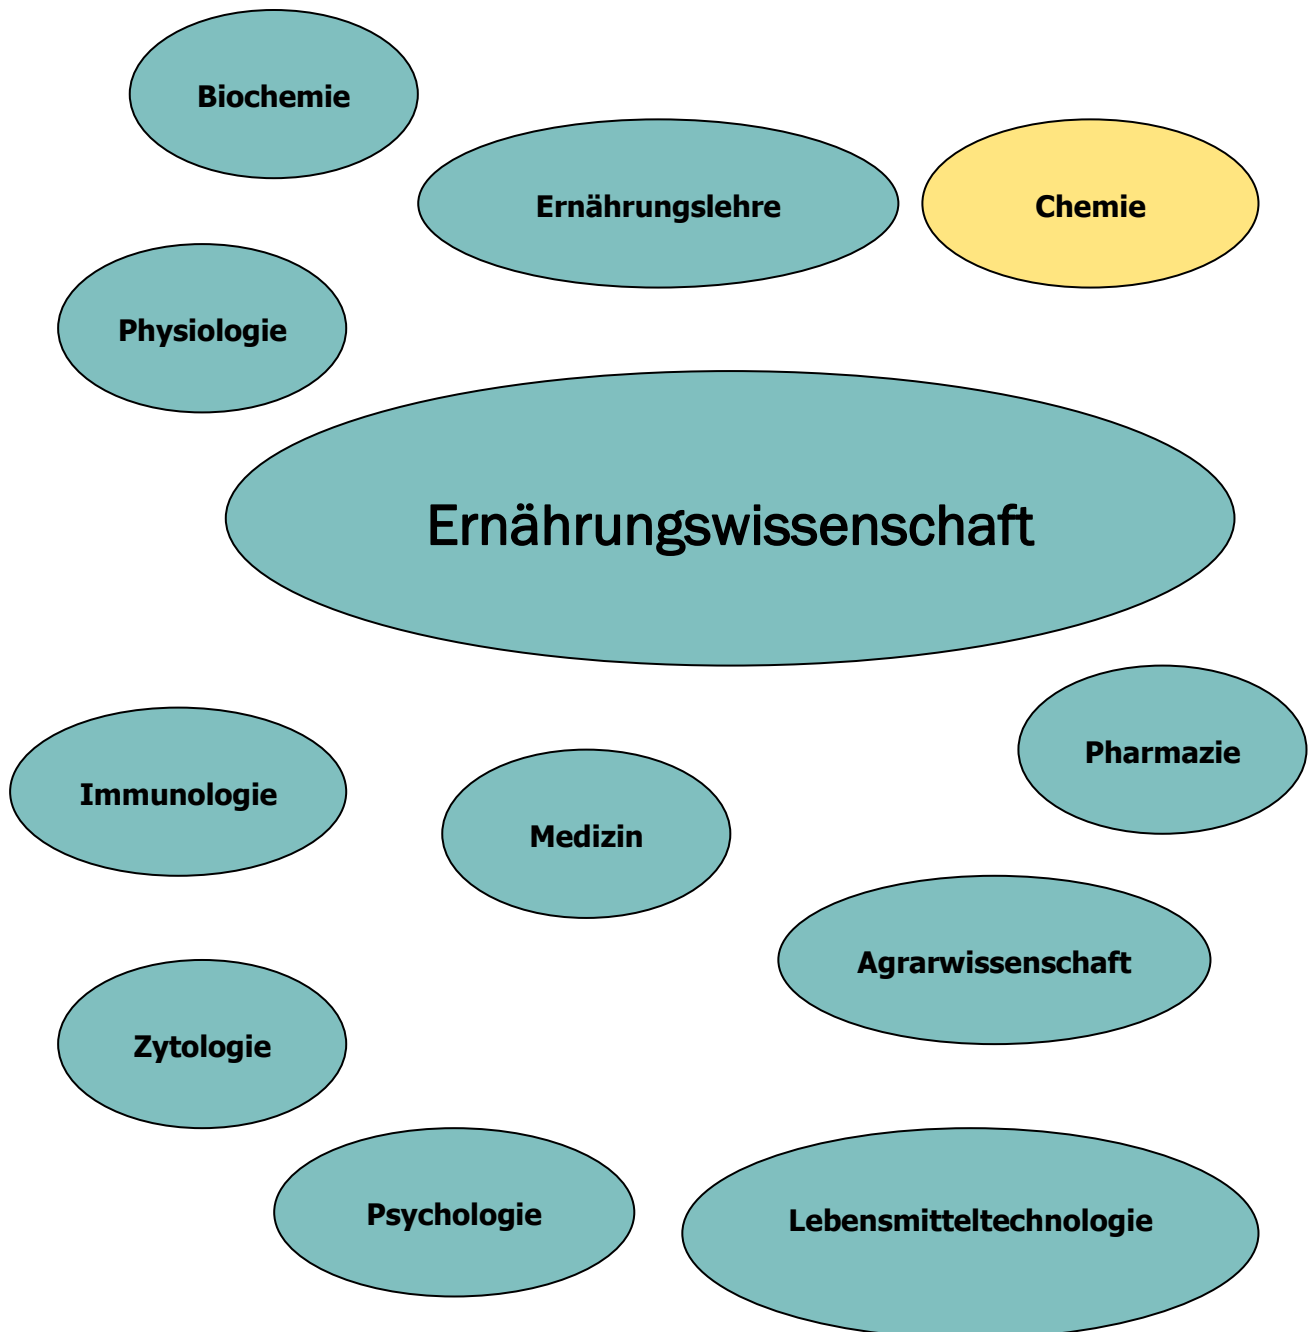 Biochemie
Ernährungslehre
Chemie
Physiologie
Ernährungswissenschaft
Pharmazie
Immunologie
Medizin
Agrarwissenschaft
Zytologie
Psychologie
Lebensmitteltechnologie